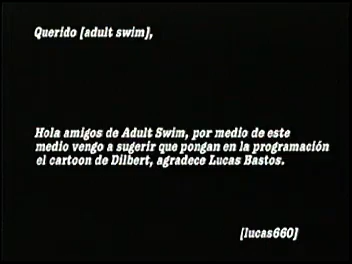 Querido [adult swim],
Hola amigos de Adult Swim, por medio de este
medio vengo a sugerir que pongan en la programación
el cartoon de Dilbert, agradece Lucas Bastos.
[lucas660]